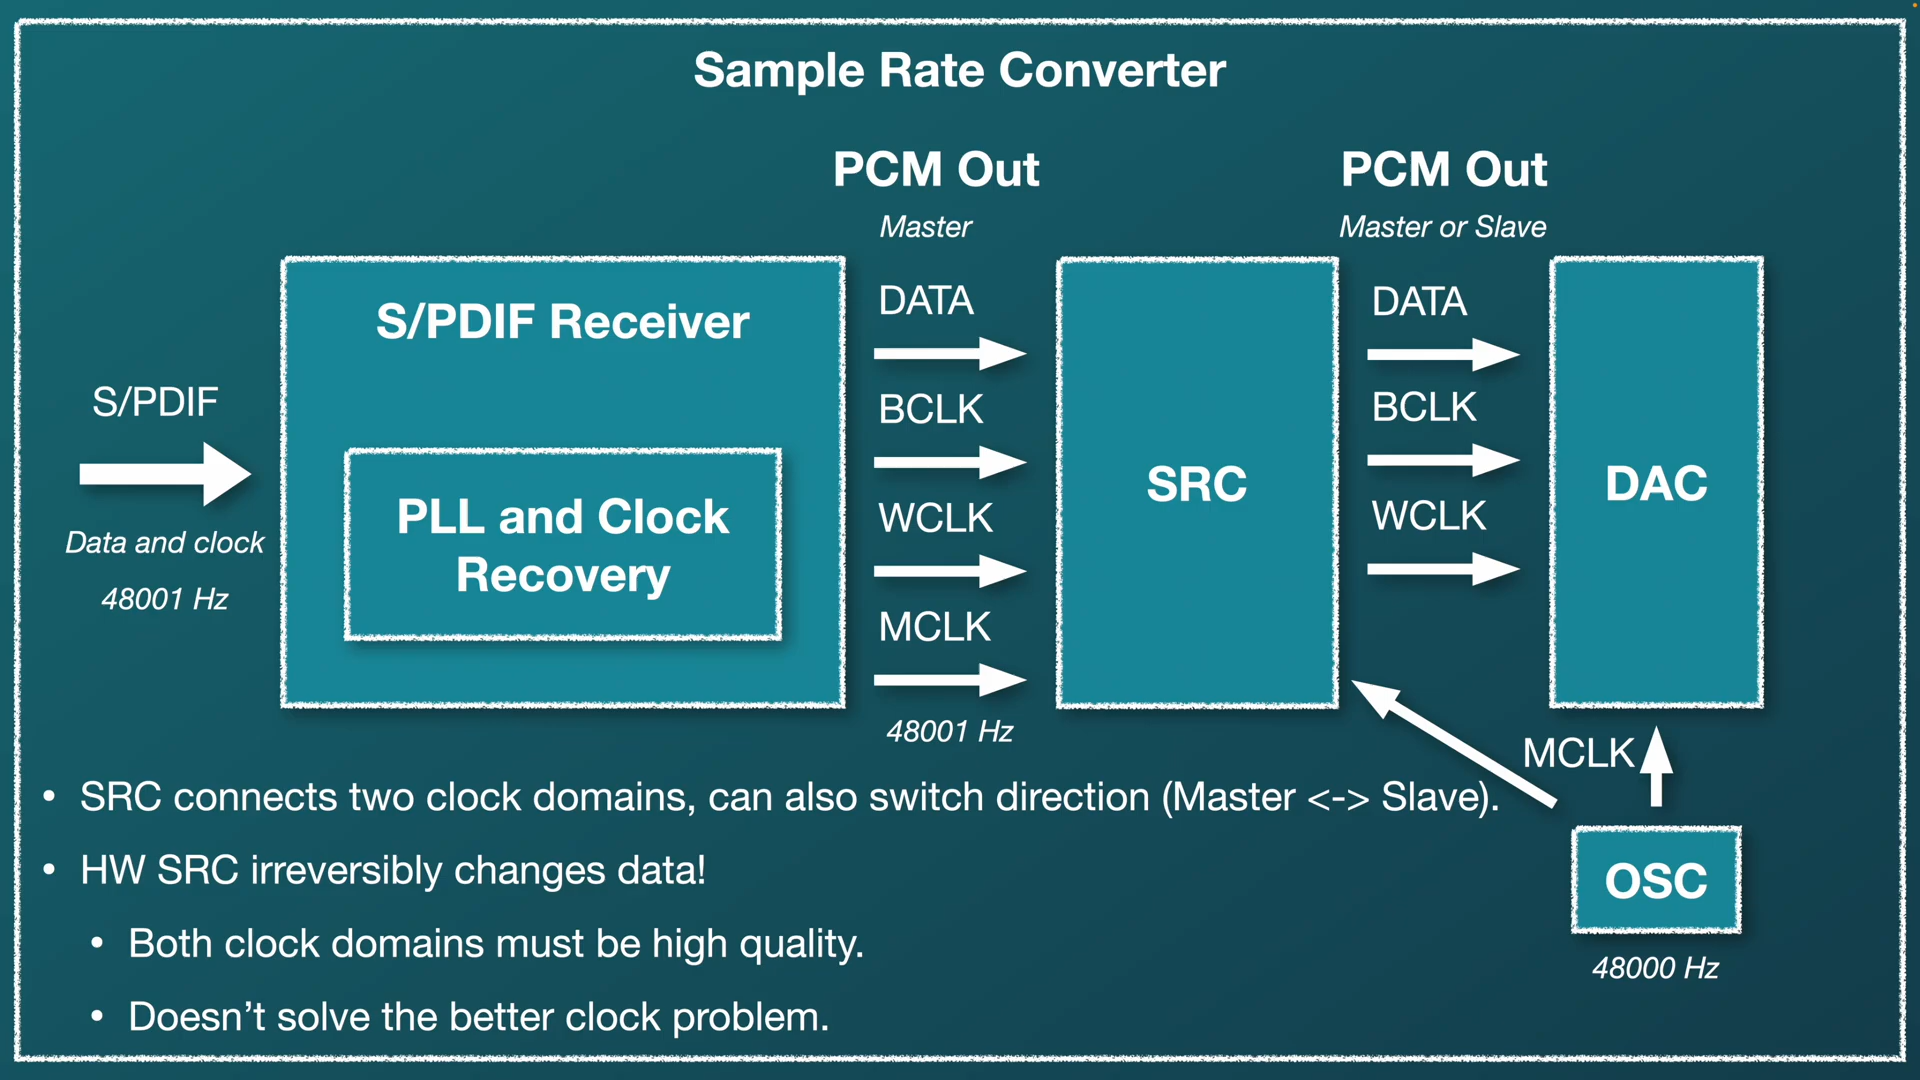 Sample Rate Converter
PCM Out
Master
PCM Out
Master or Slave
S/PDIF
Data and clock
48001 Hz
S/PDIF Receiver
PLL and Clock
Recovery
DATA
BCLK
WCLK
MCLK
48001 Hz
SRC
DATA
BCLK
WCLK
DAC
MCLK
OSC
48000 Hz
• SRC connects two clock domains, can also switch direction (Master <-> Slave).
• HW SRC irreversibly changes data!
• Both clock domains must be high quality.
• Doesn’t solve the better clock problem.